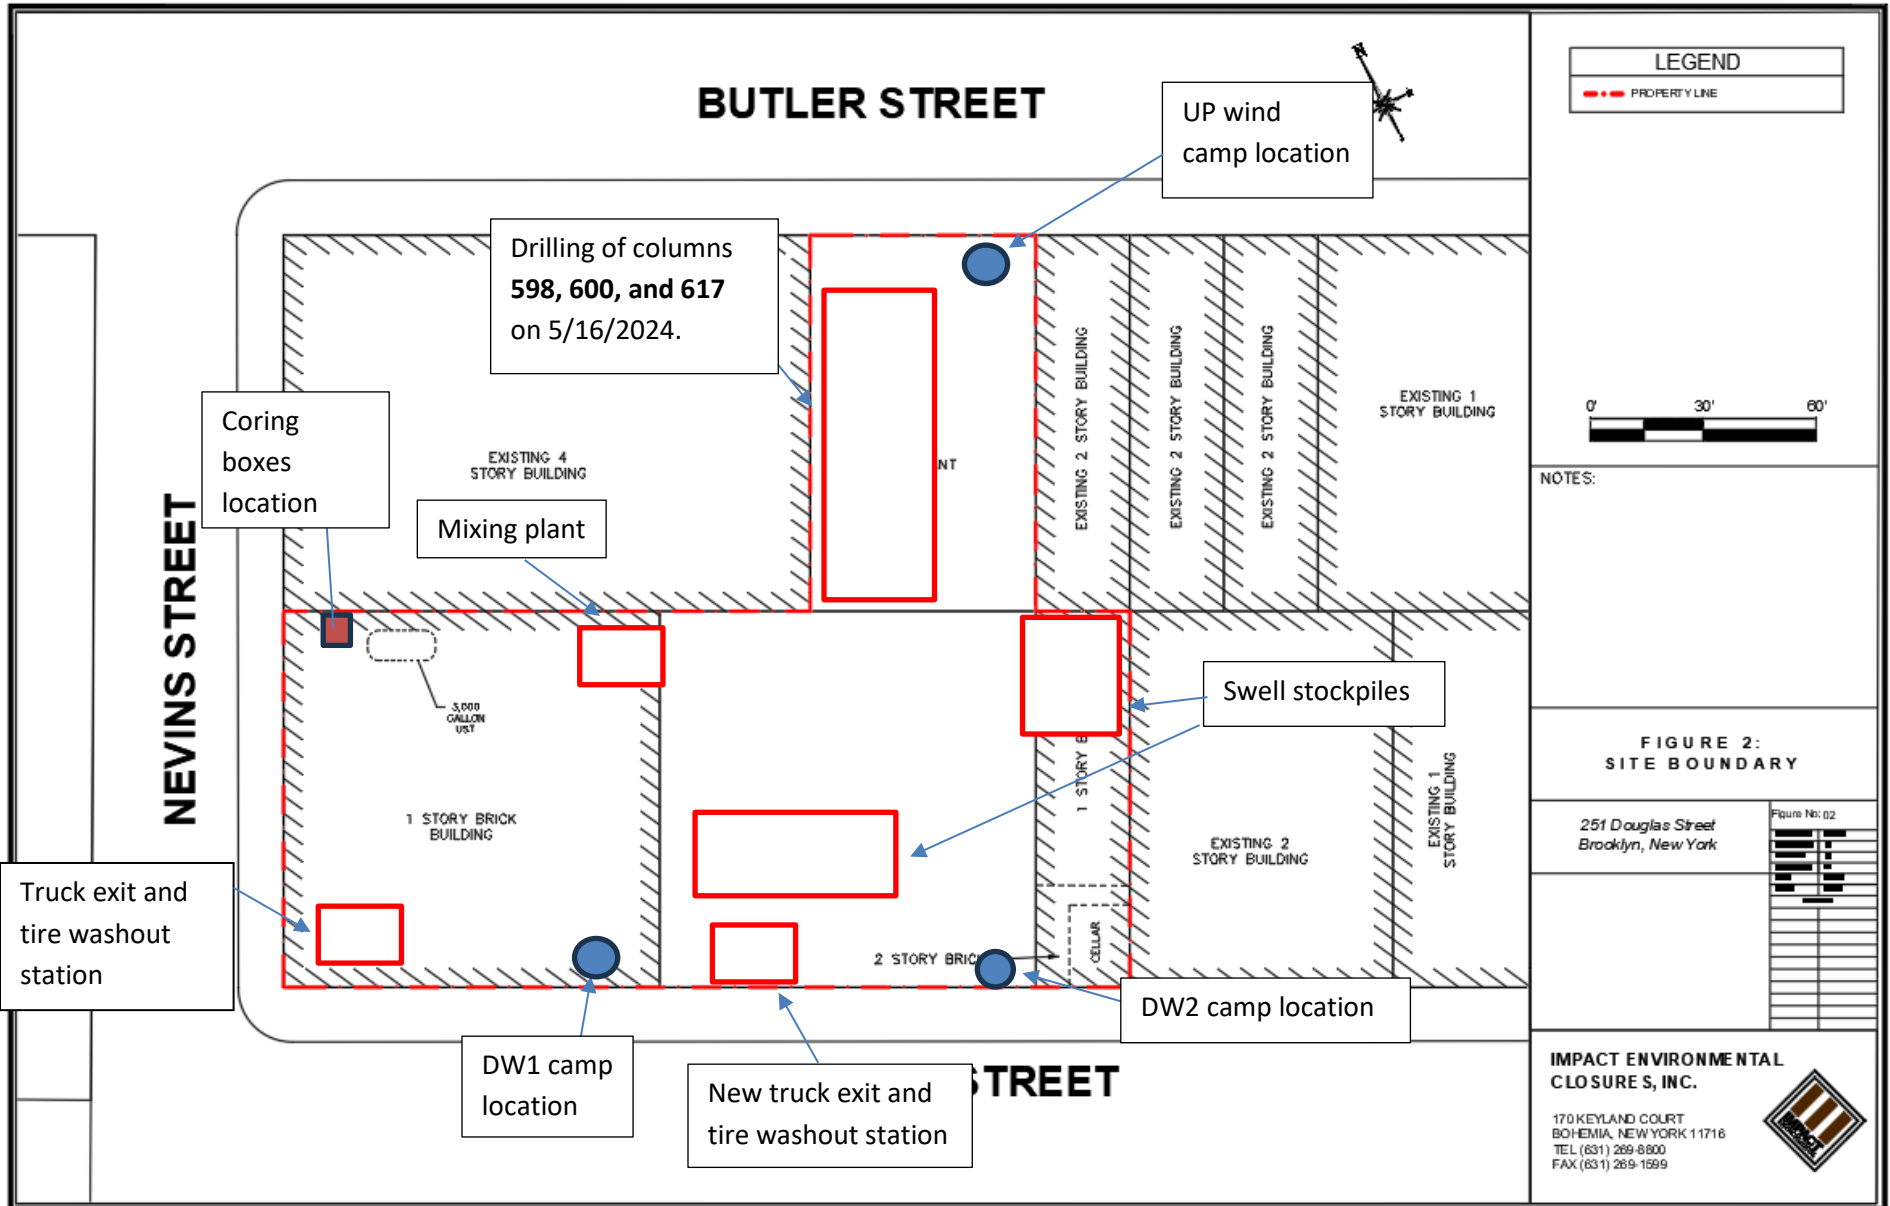 BUTLER STREET
UP wind
camp location
N
LEGEND
PROPERTY LINE
Drilling of columns
598, 600, and 617
on 5/16/2024.
0' 30' 60'
Coring
boxes
location
EXISTING 4
STORY BUILDING
NT
EXISTING 2 STORY BUILDING
EXISTING 2 STORY BUILDING
EXISTING 2 STORY BUILDING
EXISTING 1
STORY BUILDING
NOTES:
Mixing plant
NEVINS STREET
3,000
GALLON
UST
Swell stockpiles
1 STORY B
1 STORY BRICK
BUILDING
EXISTING 2
STORY BUILDING
EXISTING 1
STORY BUILDING
FIGURE 2:
SITE BOUNDARY
251 Douglas Street
Brooklyn, New York
Figure No: 02
Truck exit and
tire washout
station
2 STORY BRIC
CELLAR
DW2 camp location
DW1 camp
location
New truck exit and
tire washout station
STREET
IMPACT ENVIRONMENTAL
CLOSURES, INC.
170 KEYLAND COURT
BOHEMIA, NEW YORK 11716
TEL (631) 269-8800
FAX (631) 269-1599
IMPACT